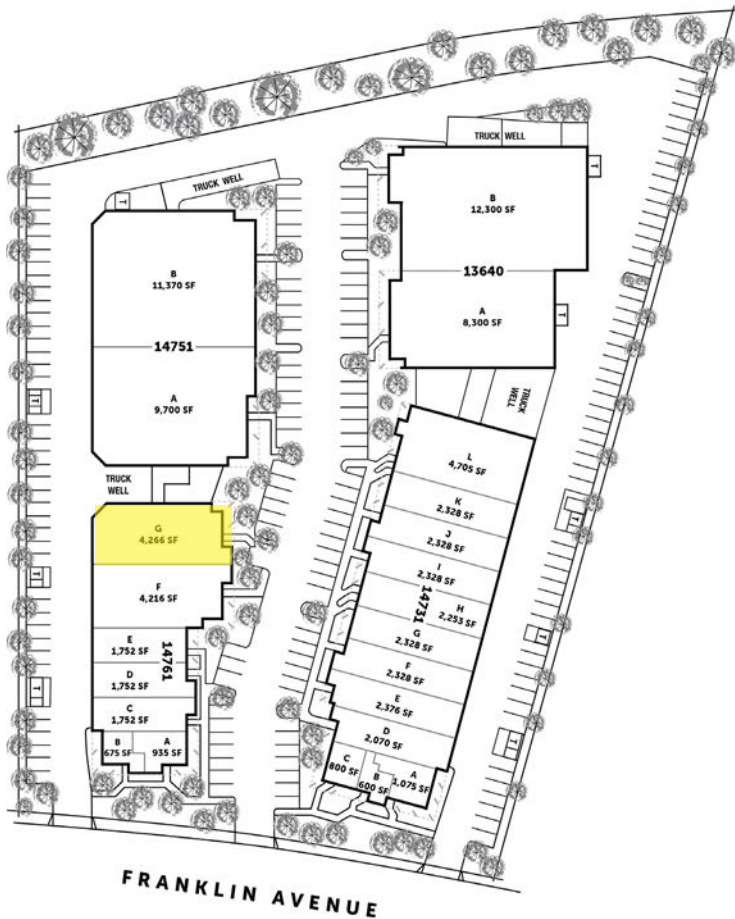 TRUCK WELL
T
B
11,370 SF
14751
A
9,700 SF
T
TRUCK
WELL
G
4,266 SF
T
F
4,216 SF
E
1,752 SF
14761
D
1,752 SF
T
C
1,752 SF
B
675 SF
A
935 SF
TRUCK WELL
T
B
12,300 SF
13640
A
8,300 SF
T
TRUCK
WELL
L
4,705 SF
K
2,328 SF
J
2,328 SF
T
I
2,328 SF
14731
H
2,253 SF
G
2,328 SF
T
F
2,328 SF
E
2,376 SF
D
2,070 SF
T
C
800 SF
B
600 SF
A
1,075 SF
FRANKLIN AVENUE